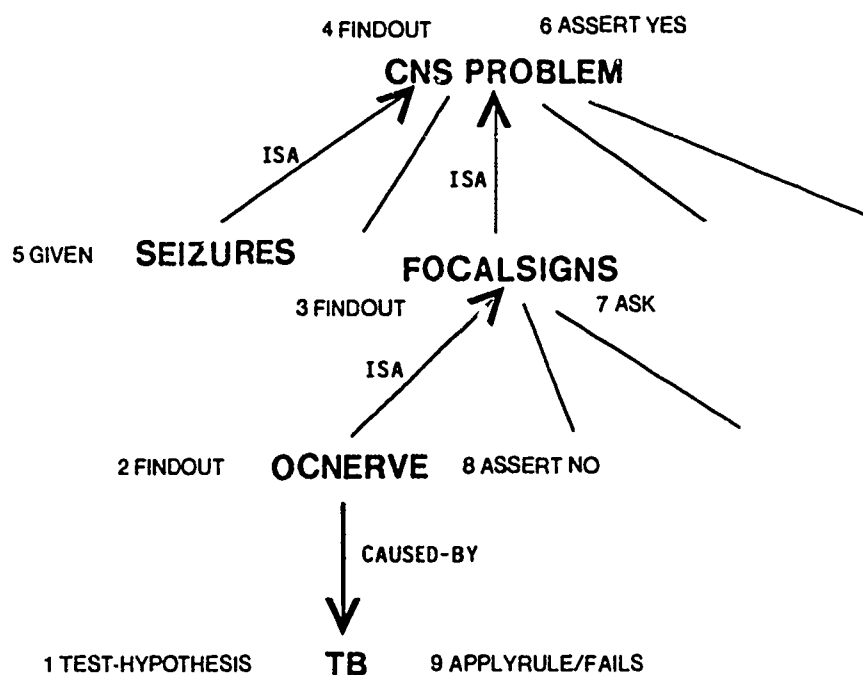 4 FINDOUT 6 ASSERT YES
CNS PROBLEM
ISA
ISA
5 GIVEN SEIZURES
FOCALSIGNS
3 FINDOUT 7 ASK
ISA
2 FINDOUT OCNERVE 8 ASSERT NO
CAUSED-BY
1 TEST-HYPOTHESIS TB 9 APPLYRULE/FAILS